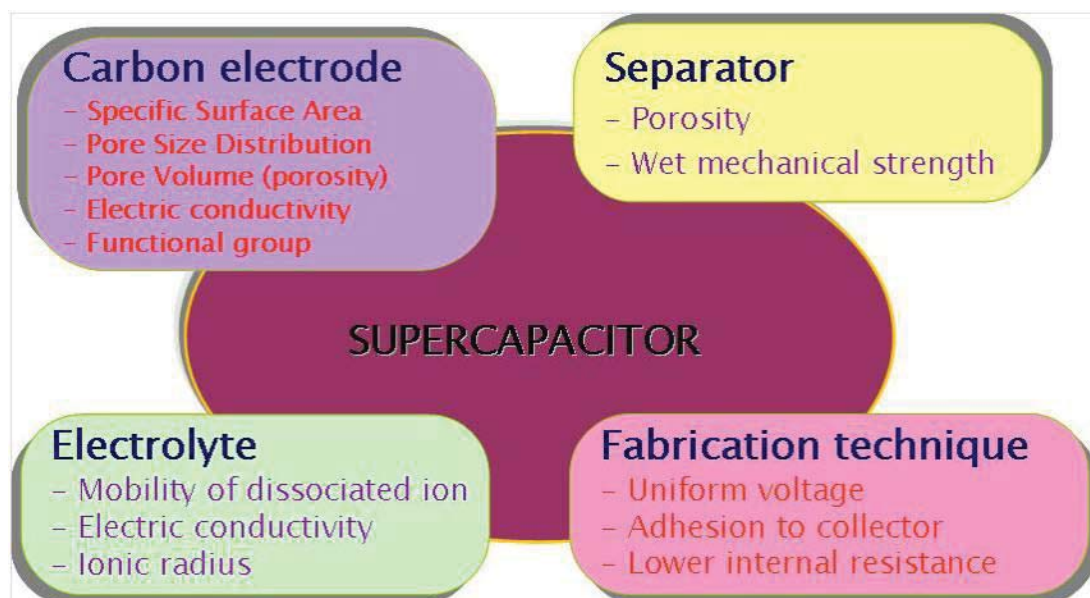 Carbon electrode
- Specific Surface Area
- Pore Size Distribution
- Pore Volume (porosity)
- Electric conductivity
- Functional group
Separator
- Porosity
- Wet mechanical strength
SUPERCAPACITOR
Electrolyte
- Mobility of dissociated ion
- Electric conductivity
- Ionic radius
Fabrication technique
- Uniform voltage
- Adhesion to collector
- Lower internal resistance